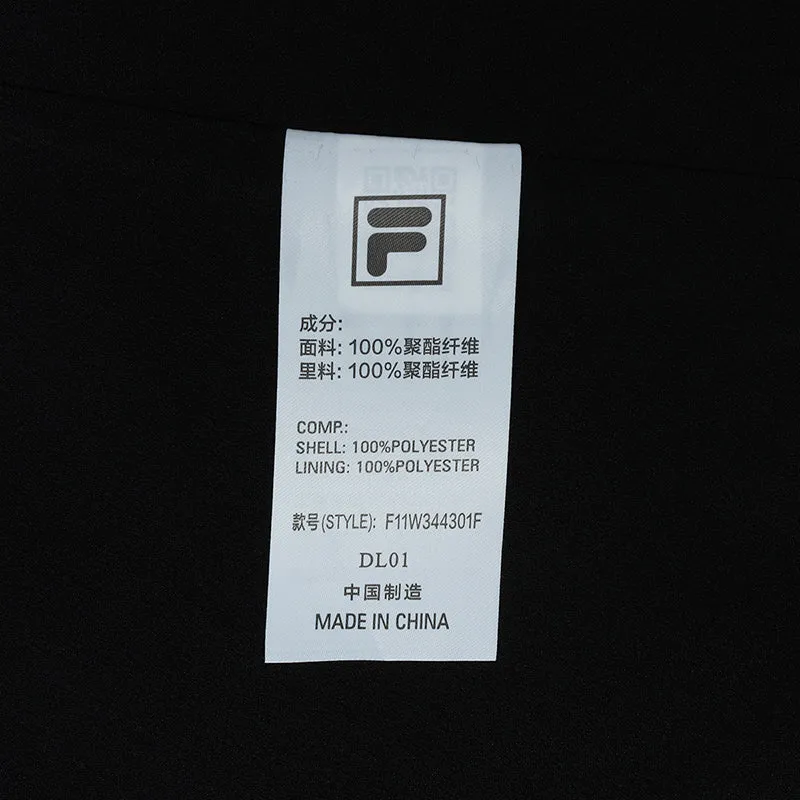 F
成分:
面料: 100%聚酯纤维
里料: 100%聚酯纤维
COMP.:
SHELL: 100%POLYESTER
LINING: 100%POLYESTER
款号(STYLE): F11W344301F
DL01
中国制造
MADE IN CHINA